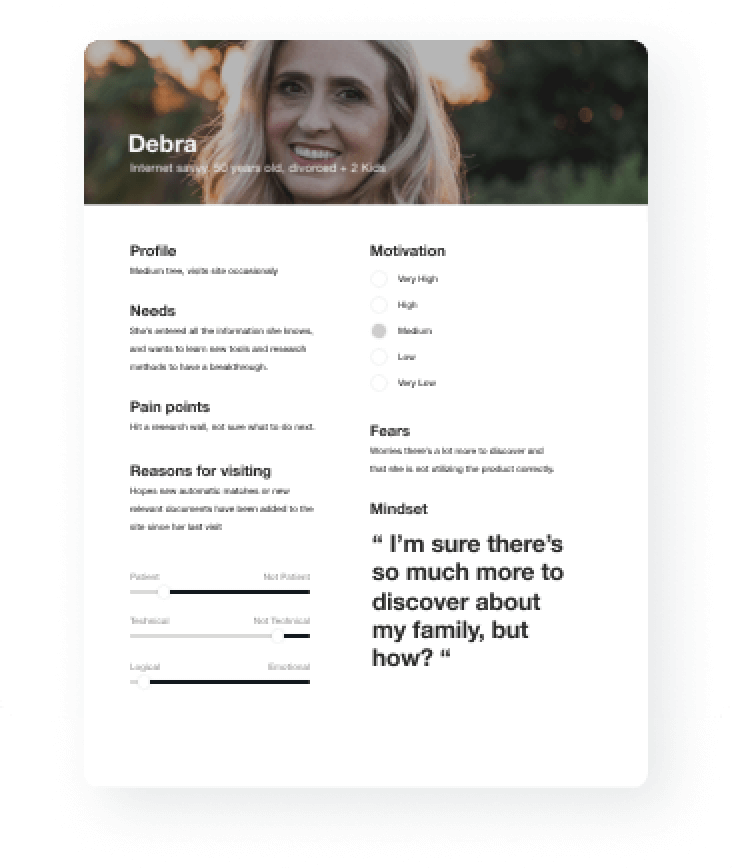 Debra
Internet savvy, 50 years old, divorced + 2 Kids
Profile
Medium tree, visits site occasionaly
Needs
She's entered all the information she knows,
and wants to learn new tools and research
methods to have a breakthrough.
Pain points
Hit a research wall, not sure what to do next.
Reasons for visiting
Hopes new automatic matches or new
relevant documents have been added to the
site since her last visit
Patient Not Patient
Technical Not Technical
Logical Emotional
Motivation
Very High
High
Medium
Low
Very Low
Fears
Worries there's a lot more to discover and
that she is not utilizing the product correctly.
Mindset
“ I’m sure there’s
so much more to
discover about
my family, but
how? “